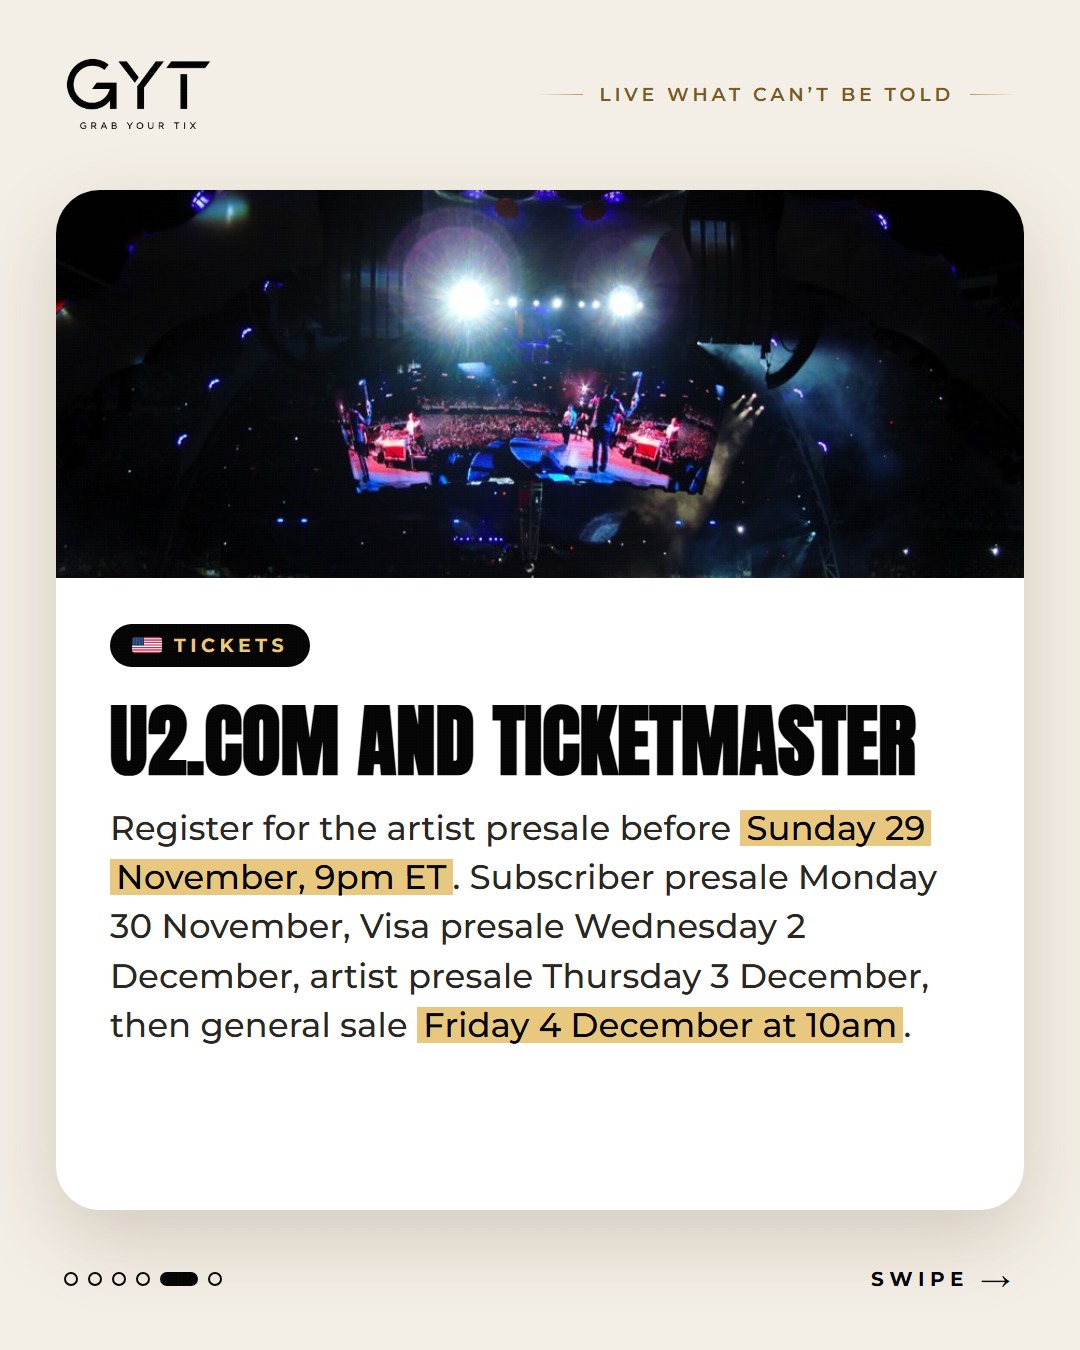 GYT
GRAB YOUR TIX
LIVE WHAT CAN’T BE TOLD
TICKETS
U2.COM AND TICKETMASTER
Register for the artist presale before Sunday 29
November, 9pm ET. Subscriber presale Monday
30 November, Visa presale Wednesday 2
December, artist presale Thursday 3 December,
then general sale Friday 4 December at 10am.
SWIPE →